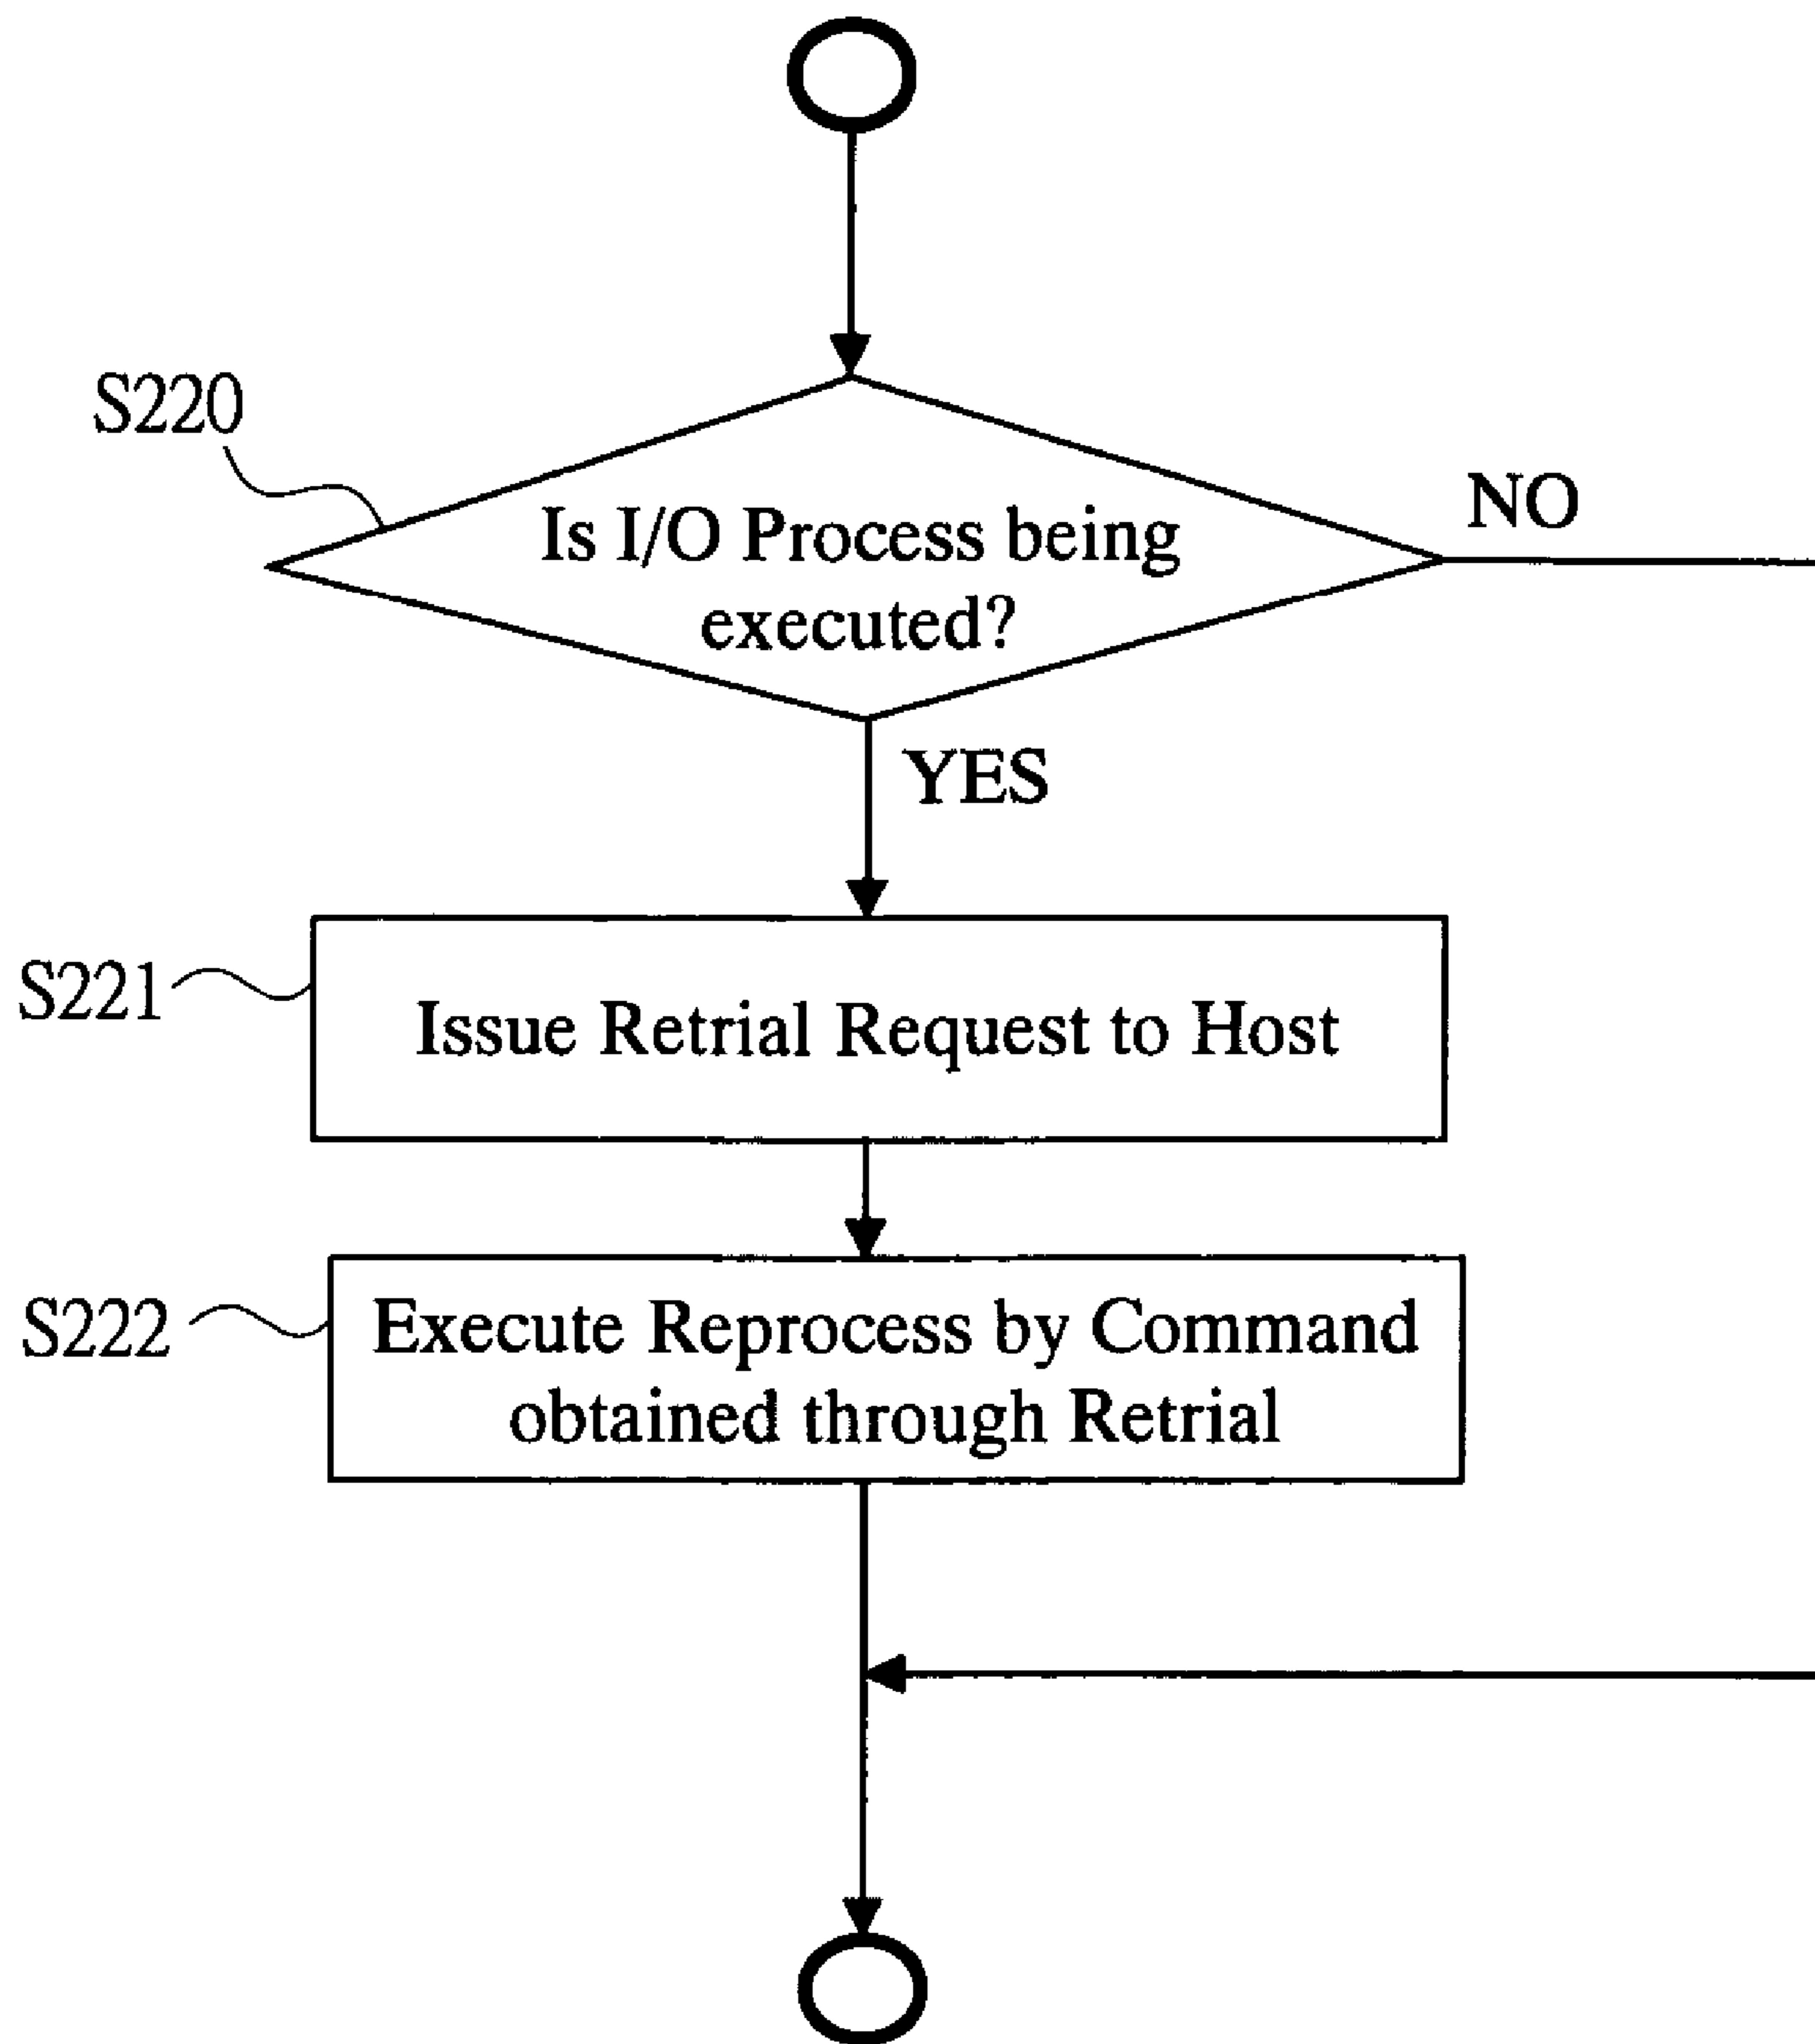 S220
Is I/O Process being
executed?
NO
YES
S221
Issue Retrial Request to Host
S222
Execute Reprocess by Command
obtained through Retrial